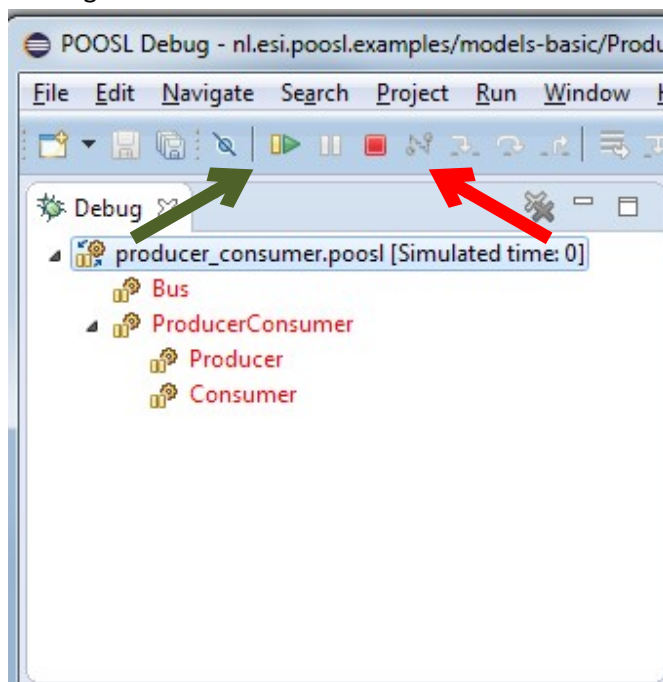 POOSL Debug - nl.esi.poosl.examples/models-basic/Produ
File Edit Navigate Search Project Run Window
Debug
producer_consumer.poosl [Simulated time: 0]
Bus
ProducerConsumer
Producer
Consumer